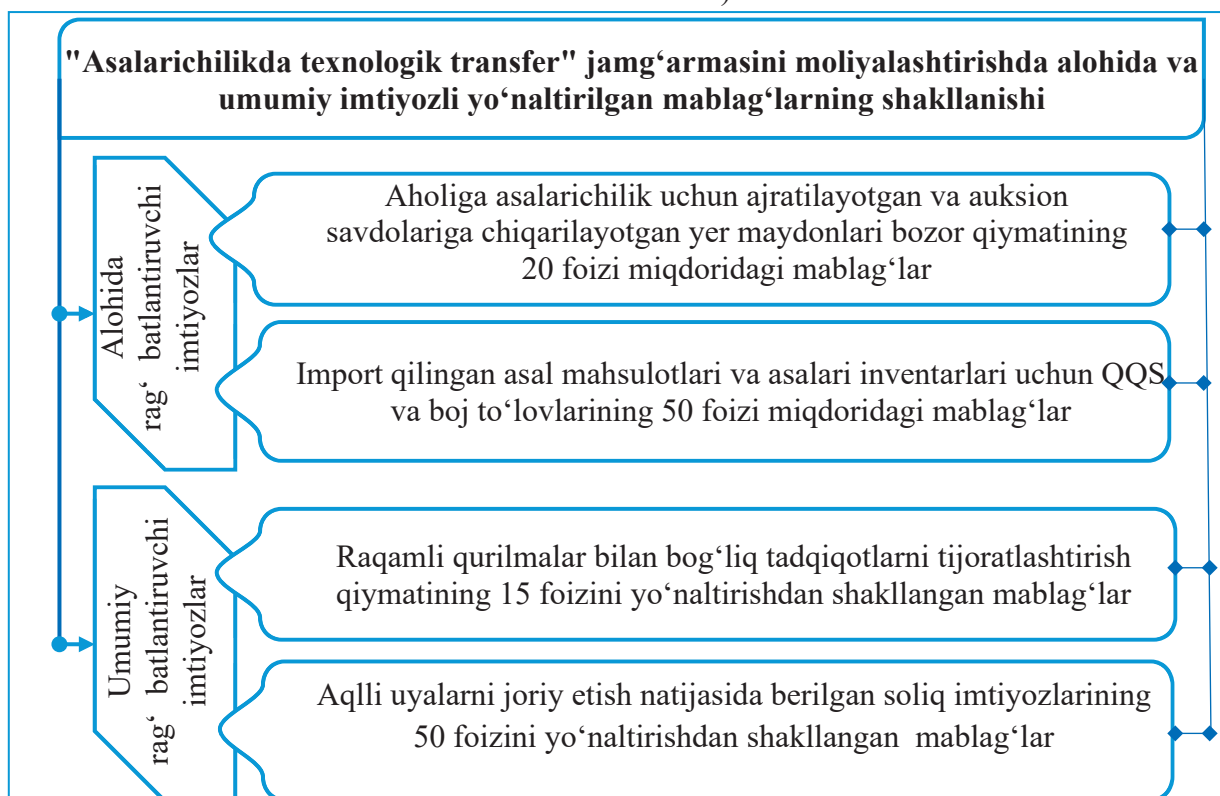 )
"Asalarichilikda texnologik transfer" jamg‘armasini moliyalashtirishda alohida va
umumiy imtiyozli yo‘naltirilgan mablag‘larning shakllanishi
Alohida
rag‘ batlantiruvchi
imtiyozlar
Aholiga asalarichilik uchun ajratilayotgan va auksion
savdolariga chiqarilayotgan yer maydonlari bozor qiymatining
20 foizi miqdoridagi mablag‘lar
Import qilingan asal mahsulotlari va asalari inventarlari uchun QQS
va boj to‘lovlarining 50 foizi miqdoridagi mablag‘lar
Umumiy
rag‘ batlantiruvchi
imtiyozlar
Raqamli qurilmalar bilan bog‘liq tadqiqotlarni tijoratlashtirish
qiymatining 15 foizini yo‘naltirishdan shakllangan mablag‘lar
Aqlli uyalarni joriy etish natijasida berilgan soliq imtiyozlarining
50 foizini yo‘naltirishdan shakllangan mablag‘lar